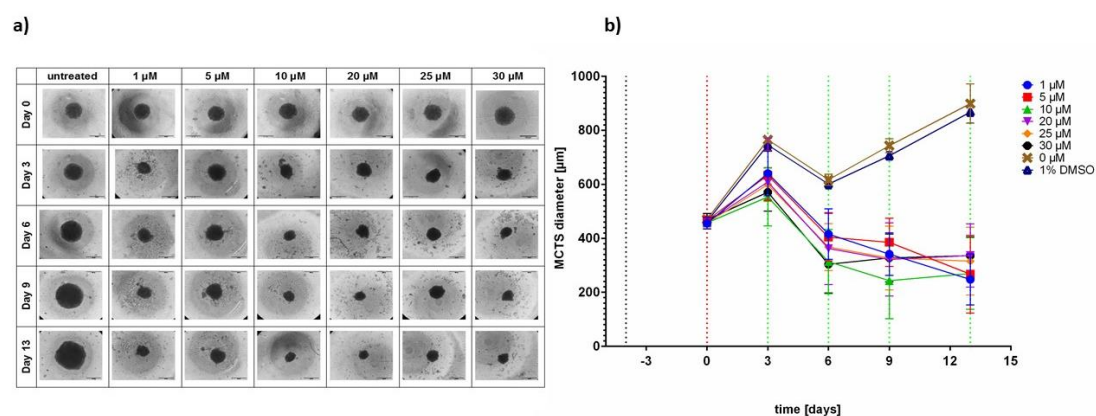 a)
untreated 1 µM 5 µM 10 µM 20 µM 25 µM 30 µM
Day 0
Day 3
Day 6
Day 9
Day 13
b)
1000
800
600
400
200
0
MCTS diameter [µm]
-3 0 3 6 9 12 15
time [days]
1 µM
5 µM
10 µM
20 µM
25 µM
30 µM
0 µM
1% DMSO